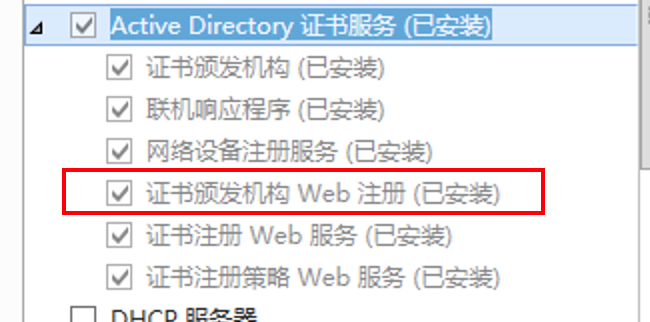 Active Directory 证书服务 (已安装)
证书颁发机构 (已安装)
联机响应程序 (已安装)
网络设备注册服务 (已安装)
证书颁发机构 Web 注册 (已安装)
证书注册 Web 服务 (已安装)
证书注册策略 Web 服务 (已安装)
DHCP 服务器